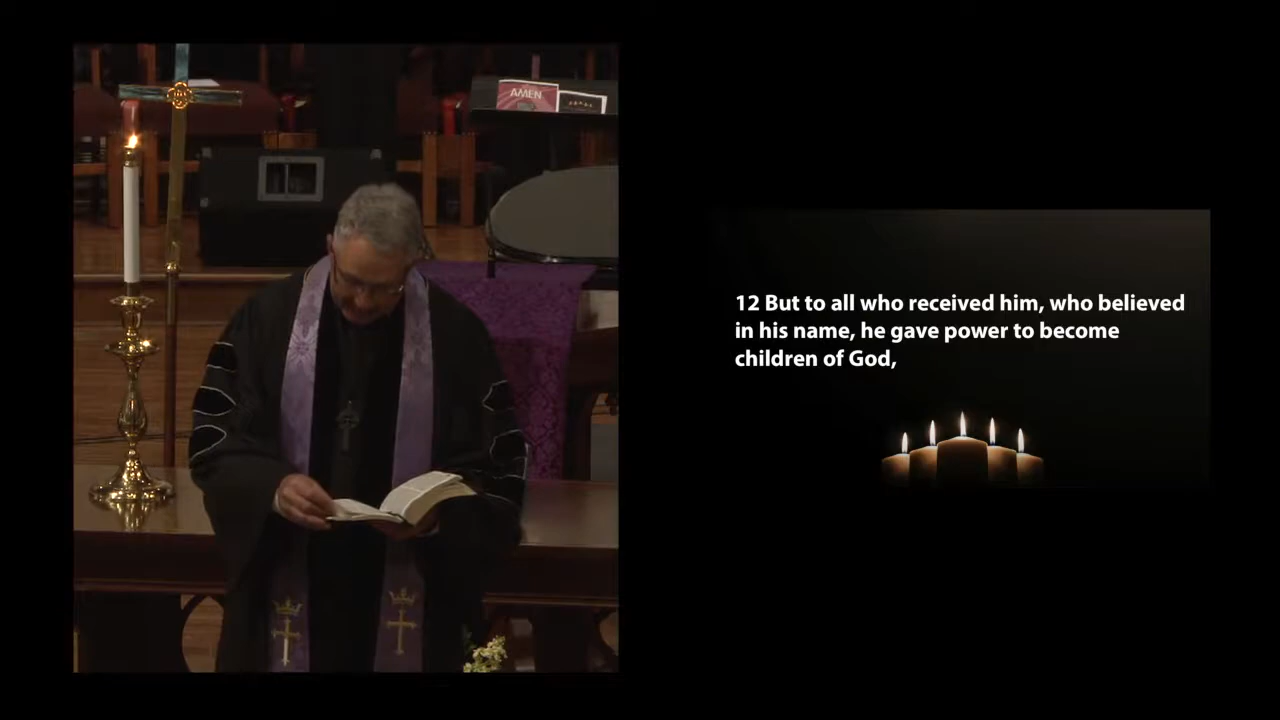 AMEN
12 But to all who received him, who believed
in his name, he gave power to become
children of God,